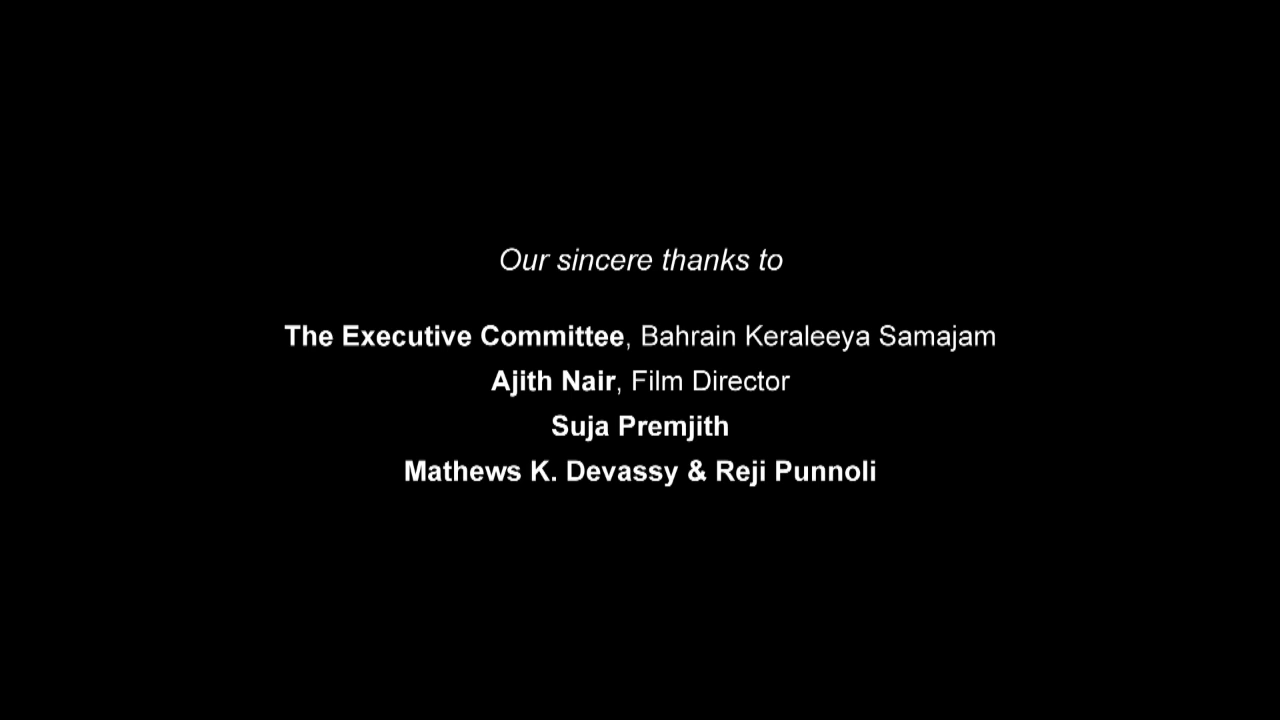 Our sincere thanks to
The Executive Committee, Bahrain Keraleeya Samajam
Ajith Nair, Film Director
Suja Premjith
Mathews K. Devassy & Reji Punnoli